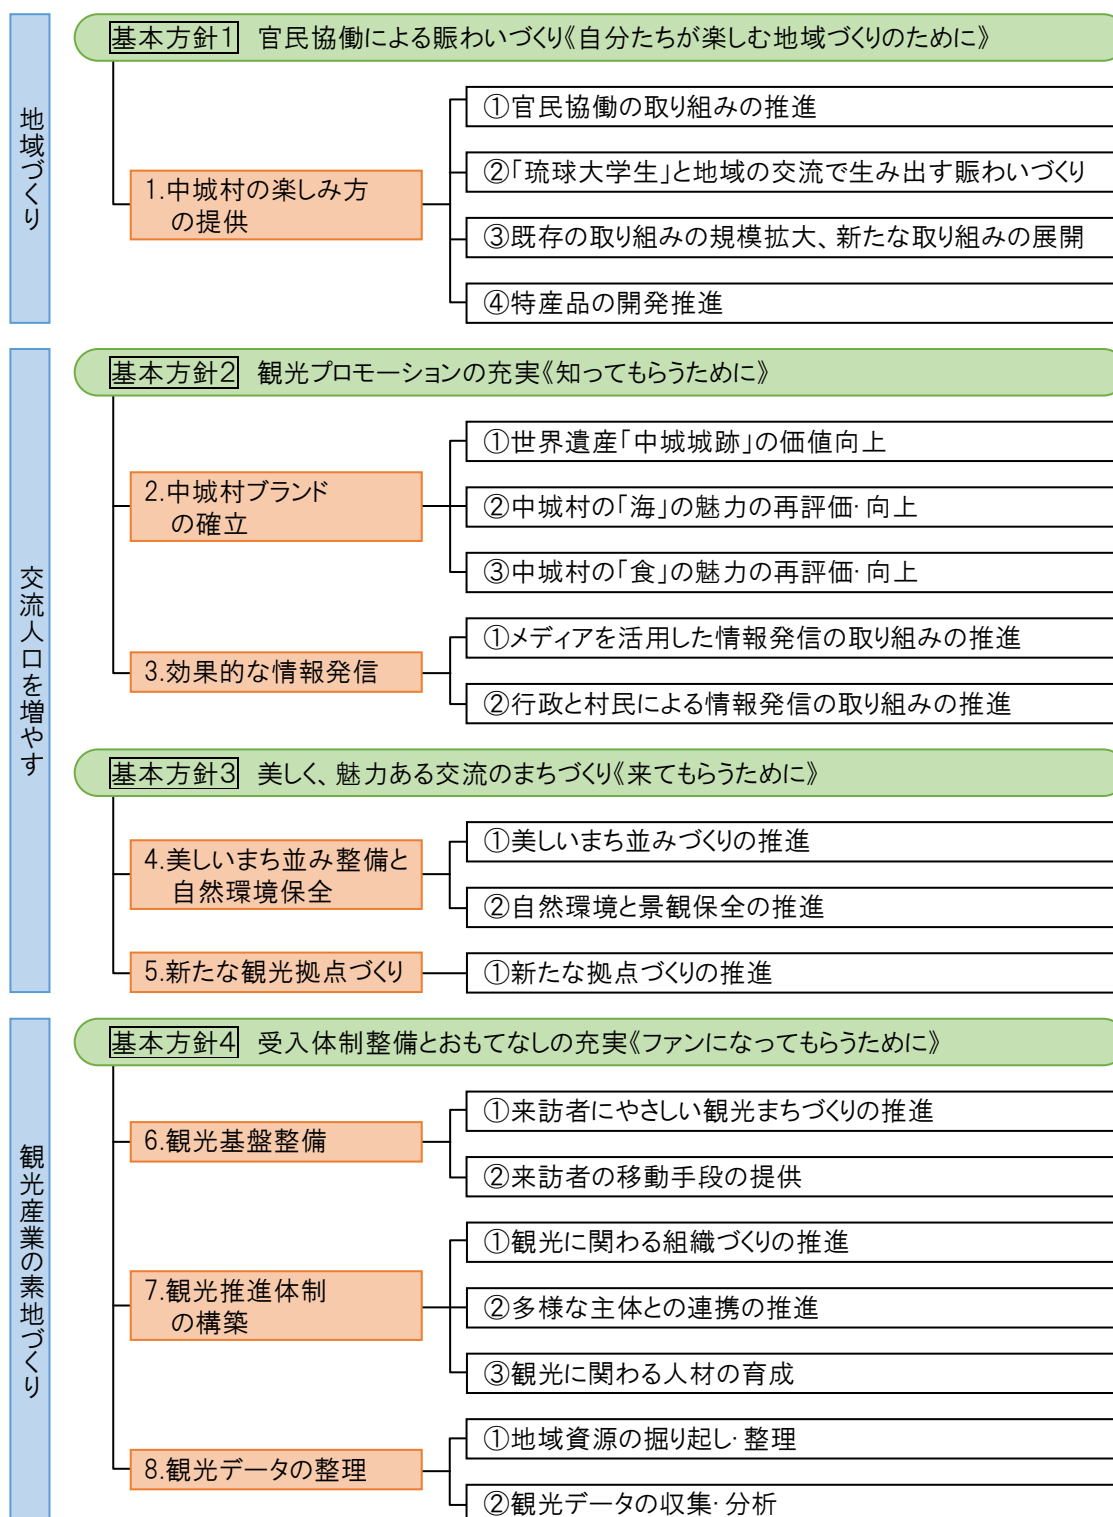 地域づくり
基本方針1 官民協働による賑わいづくり《自分たちが楽しむ地域づくりのために》
1.中城村の楽しみ方
の提供
①官民協働の取り組みの推進
②「琉球大学生」と地域の交流で生み出す賑わいづくり
③既存の取り組みの規模拡大、新たな取り組みの展開
④特産品の開発推進
交流人口を増やす
基本方針2 観光プロモーションの充実《知ってもらうために》
2.中城村ブランド
の確立
①世界遺産「中城城跡」の価値向上
②中城村の「海」の魅力の再評価・向上
③中城村の「食」の魅力の再評価・向上
3.効果的な情報発信
①メディアを活用した情報発信の取り組みの推進
②行政と村民による情報発信の取り組みの推進
基本方針3 美しく、魅力ある交流のまちづくり《来てもらうために》
4.美しいまち並み整備と
自然環境保全
①美しいまち並みづくりの推進
②自然環境と景観保全の推進
5.新たな観光拠点づくり
①新たな拠点づくりの推進
観光産業の素地づくり
基本方針4 受入体制整備とおもてなしの充実《ファンになってもらうために》
6.観光基盤整備
①来訪者にやさしい観光まちづくりの推進
②来訪者の移動手段の提供
7.観光推進体制
の構築
①観光に関わる組織づくりの推進
②多様な主体との連携の推進
③観光に関わる人材の育成
8.観光データの整理
①地域資源の掘り起し・整理
②観光データの収集・分析